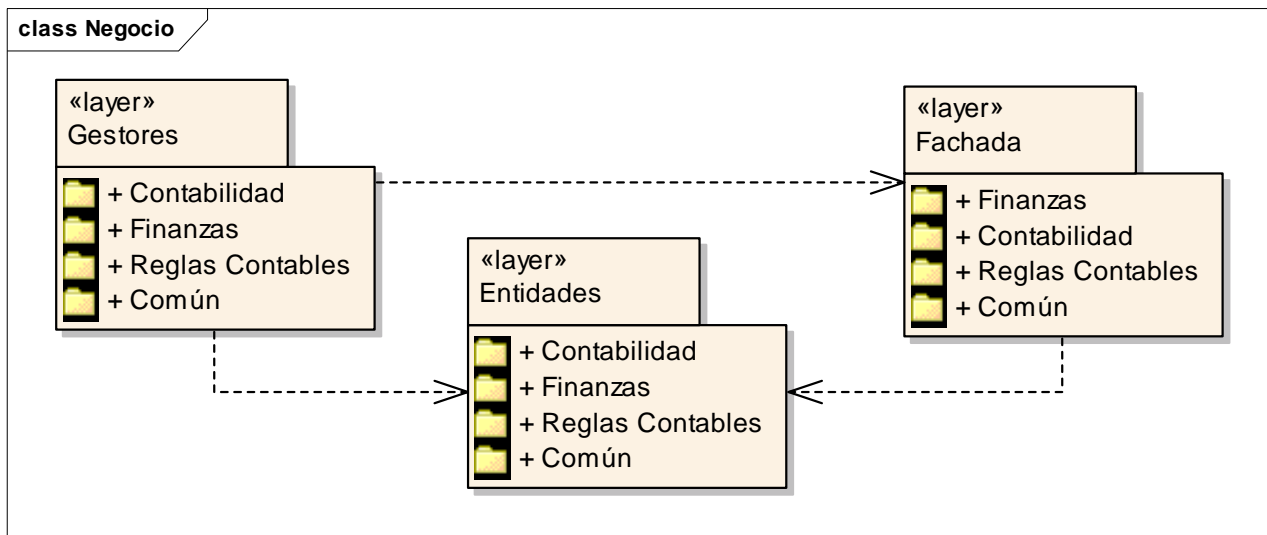 class Negocio
«layer»
Gestores
+ Contabilidad
+ Finanzas
+ Reglas Contables
+ Común
«layer»
Fachada
+ Finanzas
+ Contabilidad
+ Reglas Contables
+ Común
«layer»
Entidades
+ Contabilidad
+ Finanzas
+ Reglas Contables
+ Común